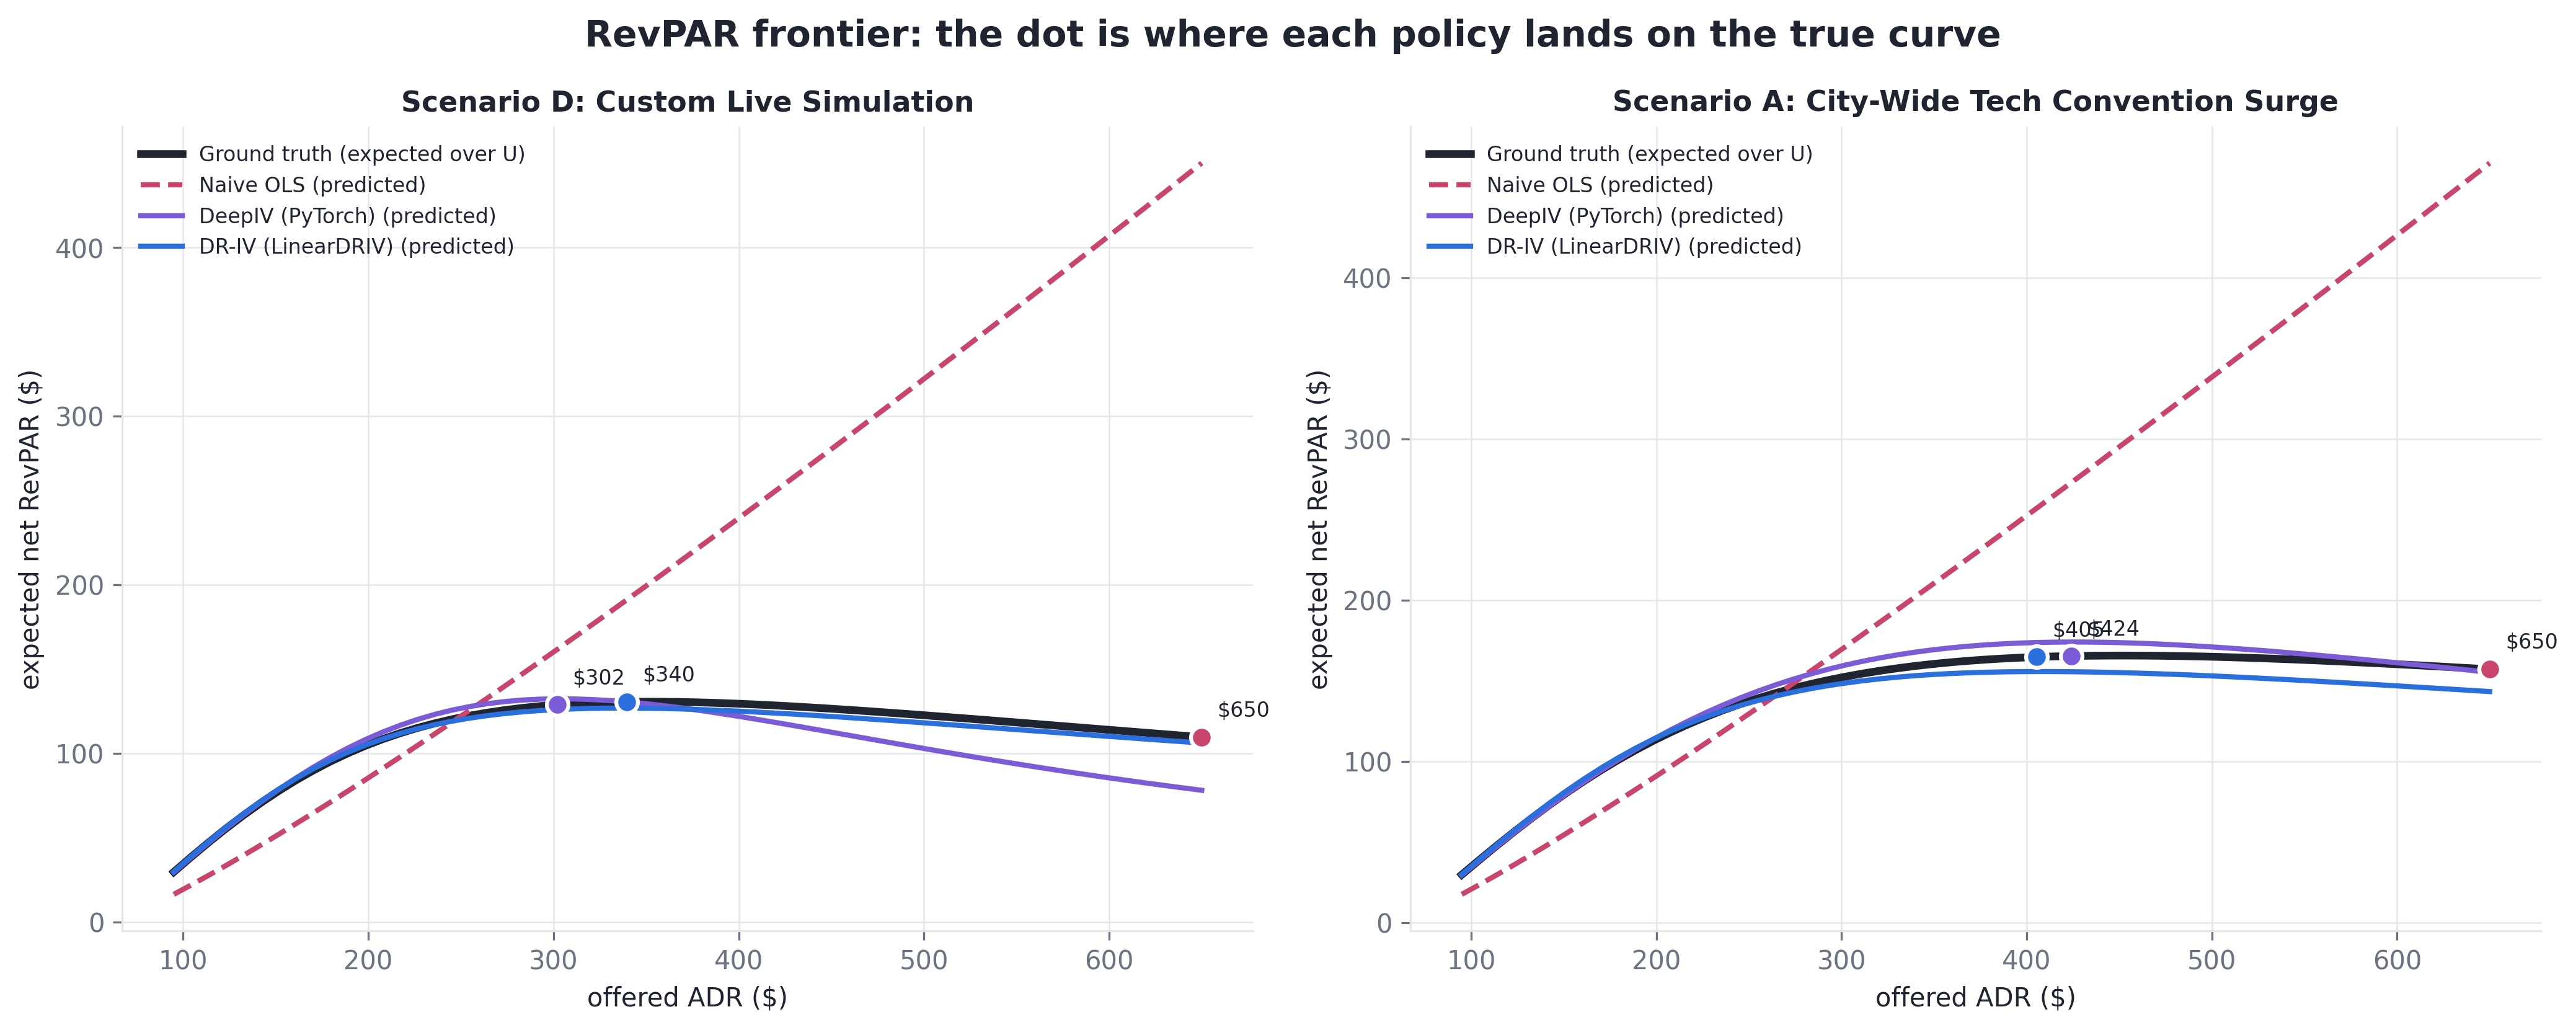 RevPAR frontier: the dot is where each policy lands on the true curve
Scenario D: Custom Live Simulation
Ground truth (expected over U)
Naive OLS (predicted)
DeepIV (PyTorch) (predicted)
DR-IV (LinearDRIV) (predicted)
expected net RevPAR ($)
400
300
200
100
0
$302
$340
$650
100
200
300
400
500
600
offered ADR ($)
Scenario A: City-Wide Tech Convention Surge
Ground truth (expected over U)
Naive OLS (predicted)
DeepIV (PyTorch) (predicted)
DR-IV (LinearDRIV) (predicted)
expected net RevPAR ($)
400
300
200
100
0
$424
$650
100
200
300
400
500
600
offered ADR ($)